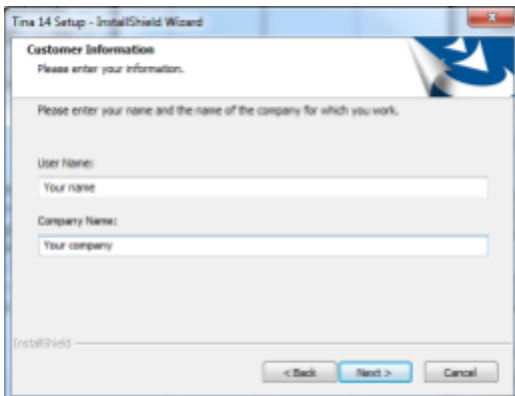 Tina 14 Setup - InstallShield Wizard
Customer Information
Please enter your information.
Please enter your name and the name of the company for which you work.
User Name:
Your name
Company Name:
Your company
InstallShield
< Back
Next >
Cancel